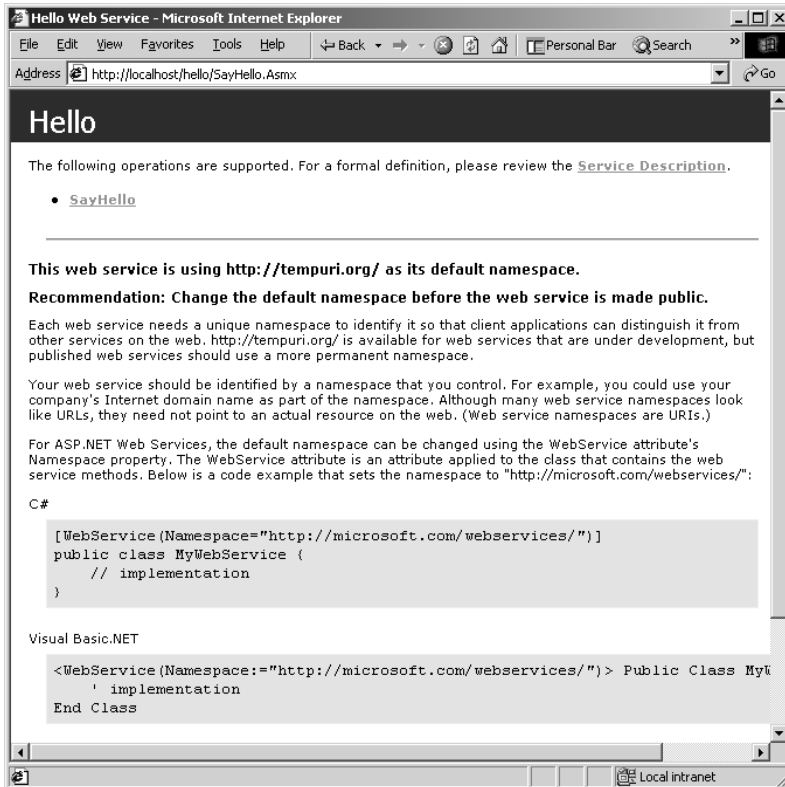 Hello Web Service - Microsoft Internet Explorer
File Edit View Favorites Tools Help Back Personal Bar Search »
Address http://localhost/hello/SayHello.Asmx Go
Hello
The following operations are supported. For a formal definition, please review the Service Description.
• SayHello
This web service is using http://tempuri.org/ as its default namespace.
Recommendation: Change the default namespace before the web service is made public.
Each web service needs a unique namespace to identify it so that client applications can distinguish it from
other services on the web. http://tempuri.org/ is available for web services that are under development, but
published web services should use a more permanent namespace.
Your web service should be identified by a namespace that you control. For example, you could use your
company's Internet domain name as part of the namespace. Although many web service namespaces look
like URLs, they need not point to an actual resource on the web. (Web service namespaces are URIs.)
For ASP.NET Web Services, the default namespace can be changed using the WebService attribute's
Namespace property. The WebService attribute is an attribute applied to the class that contains the web
service methods. Below is a code example that sets the namespace to "http://microsoft.com/webservices/":
C#
[WebService(Namespace="http://microsoft.com/webservices/")]
public class MyWebService {
// implementation
}
Visual Basic.NET
<WebService(Namespace:="http://microsoft.com/webservices/")> Public Class MyW
' implementation
End Class
Local intranet